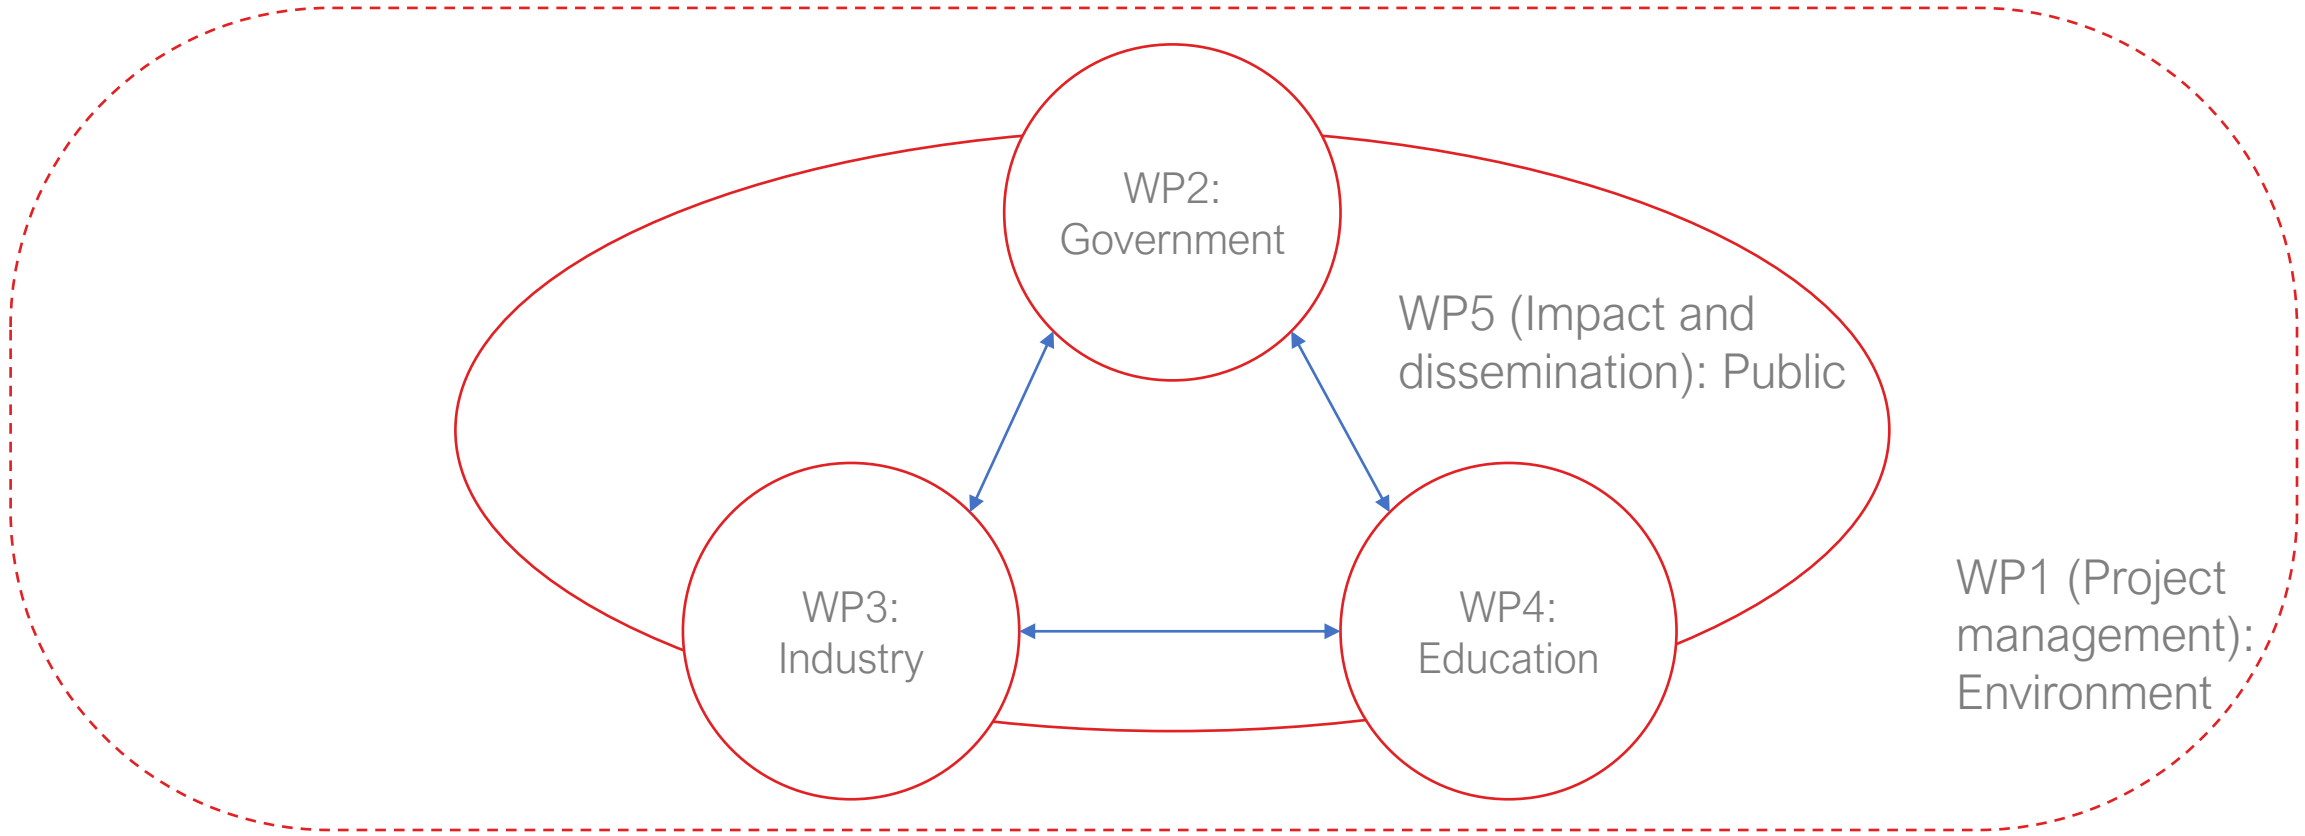 WP2:
Government
WP5 (Impact and
dissemination): Public
WP3:
Industry
WP4:
Education
WP1 (Project
management):
Environment